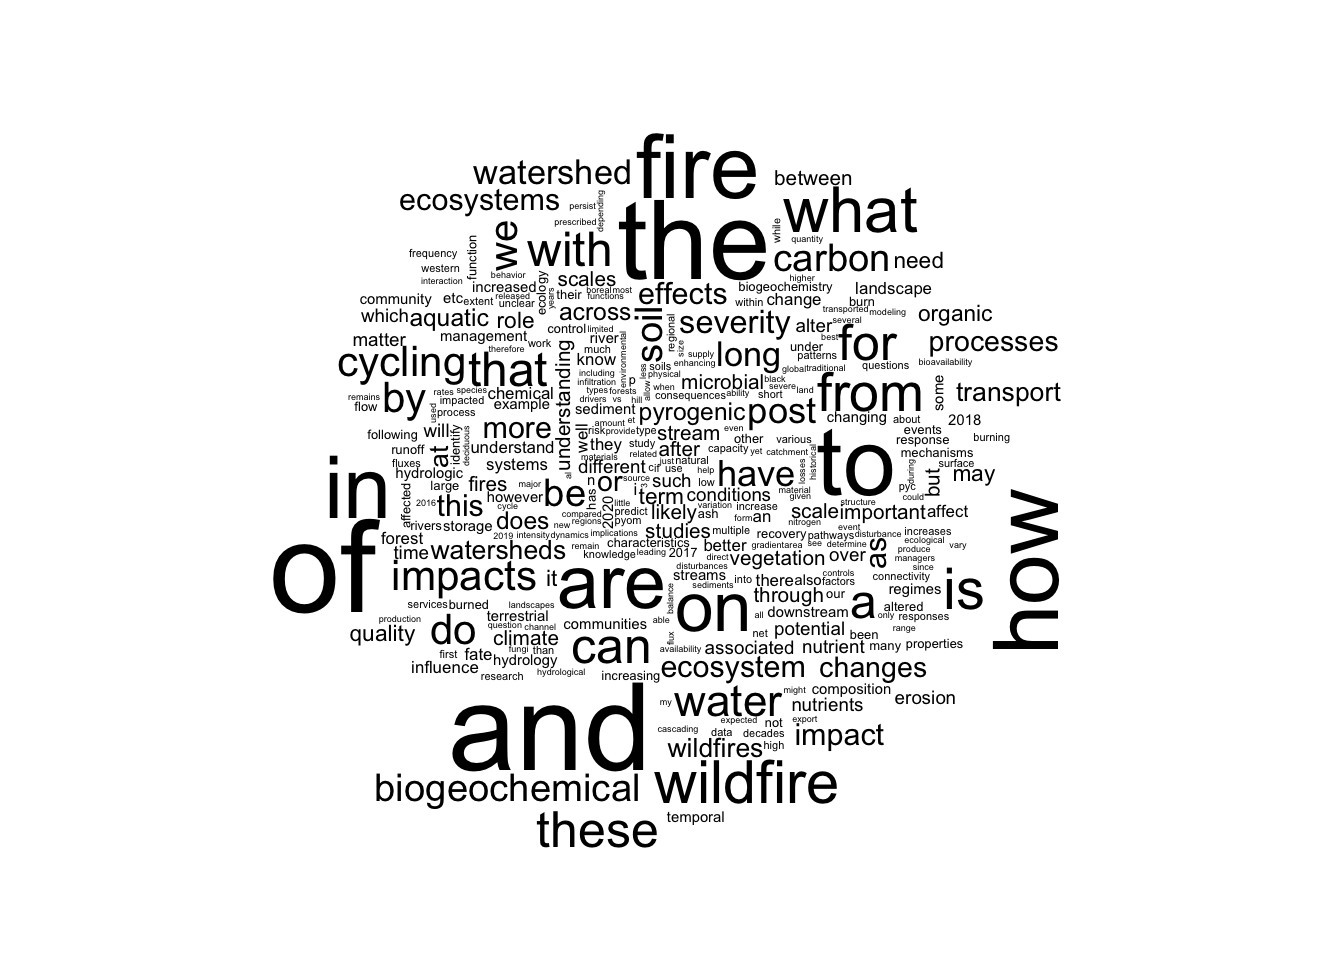 fire
watershed
between
ecosystems
persist
depending
prescribed
the
what
while
quantity
we
with
carbon
need
frequency
function
western
behavior
interaction
increased
released
unclear
ecology
years
scales
their
boreal
most
functions
higher
effects
biogeochemistry
landscape
within
change
burn
community
etc
extent
which
aquatic
role
across
soil
regional
size
severity
alter
transported
modeling
several
best
organic
control
limited
river
matter
management
therefore
work
much
know
environmental
supply
enhancing
long
under
patterns
for
processes
questions
bioavailability
cycling
that
understanding
including
infiltration
types
forests
drivers
vs
hill
p
less
allow
soils
physical
when
consequences
microbial
ability
black
severe
short
global
traditional
land
from
some
transport
remains
flow
by
rates
species
impacted
used
process
chemical
example
sediment
pyrogenic
post
changing
about
2018
events
response
burning
following
will
at
identify
deciduous
more
understand
well
materials
amount
et
risk
provide
type
stream
even
other
various
they
study
related
after
capacity
yet
catchment
to
mechanisms
surface
during
but
may
runoff
fluxes
hydrologic
systems
al
different
just
natural
cif
use
help
losses
historical
in
affected
large
fires
major
be
has
n
or
source
3
i
such
low
have
material
given
pyc
could
2016
this
however
cycle
2020
predict
term
conditions
likely
variation
increase
structure
scale
important
affect
how
rivers
storage
does
compared
new
regions
pyom
ash
form
an
nitrogen
of
forest
2019
intensity
dynamics
implications
studies
multiple
recovery
pathways
event
disturbance
increases
ecological
produce
vary
managers
since
time
watersheds
remain
characteristics
knowledge
leading
2017
better
gradient
area
see
determine
direct
vegetation
over
as
impacts
it
are
disturbances
streams
sediments
into
there
also
controls
factors
connectivity
regimes
is
services
burned
landscapes
balance
on
through
our
a
altered
production
terrestrial
communities
able
all
downstream
only
responses
quality
do
question
channel
climate
can
flux
net
potential
been
range
first
fate
fungi
than
availability
associated
nutrient
many
properties
influence
hydrology
research
hydrological
increasing
ecosystem
changes
and
my
water
might
composition
nutrients
erosion
expected
not
export
cascading
data
decades
impact
wildfires
high
biogeochemical
wildfire
these
temporal
little